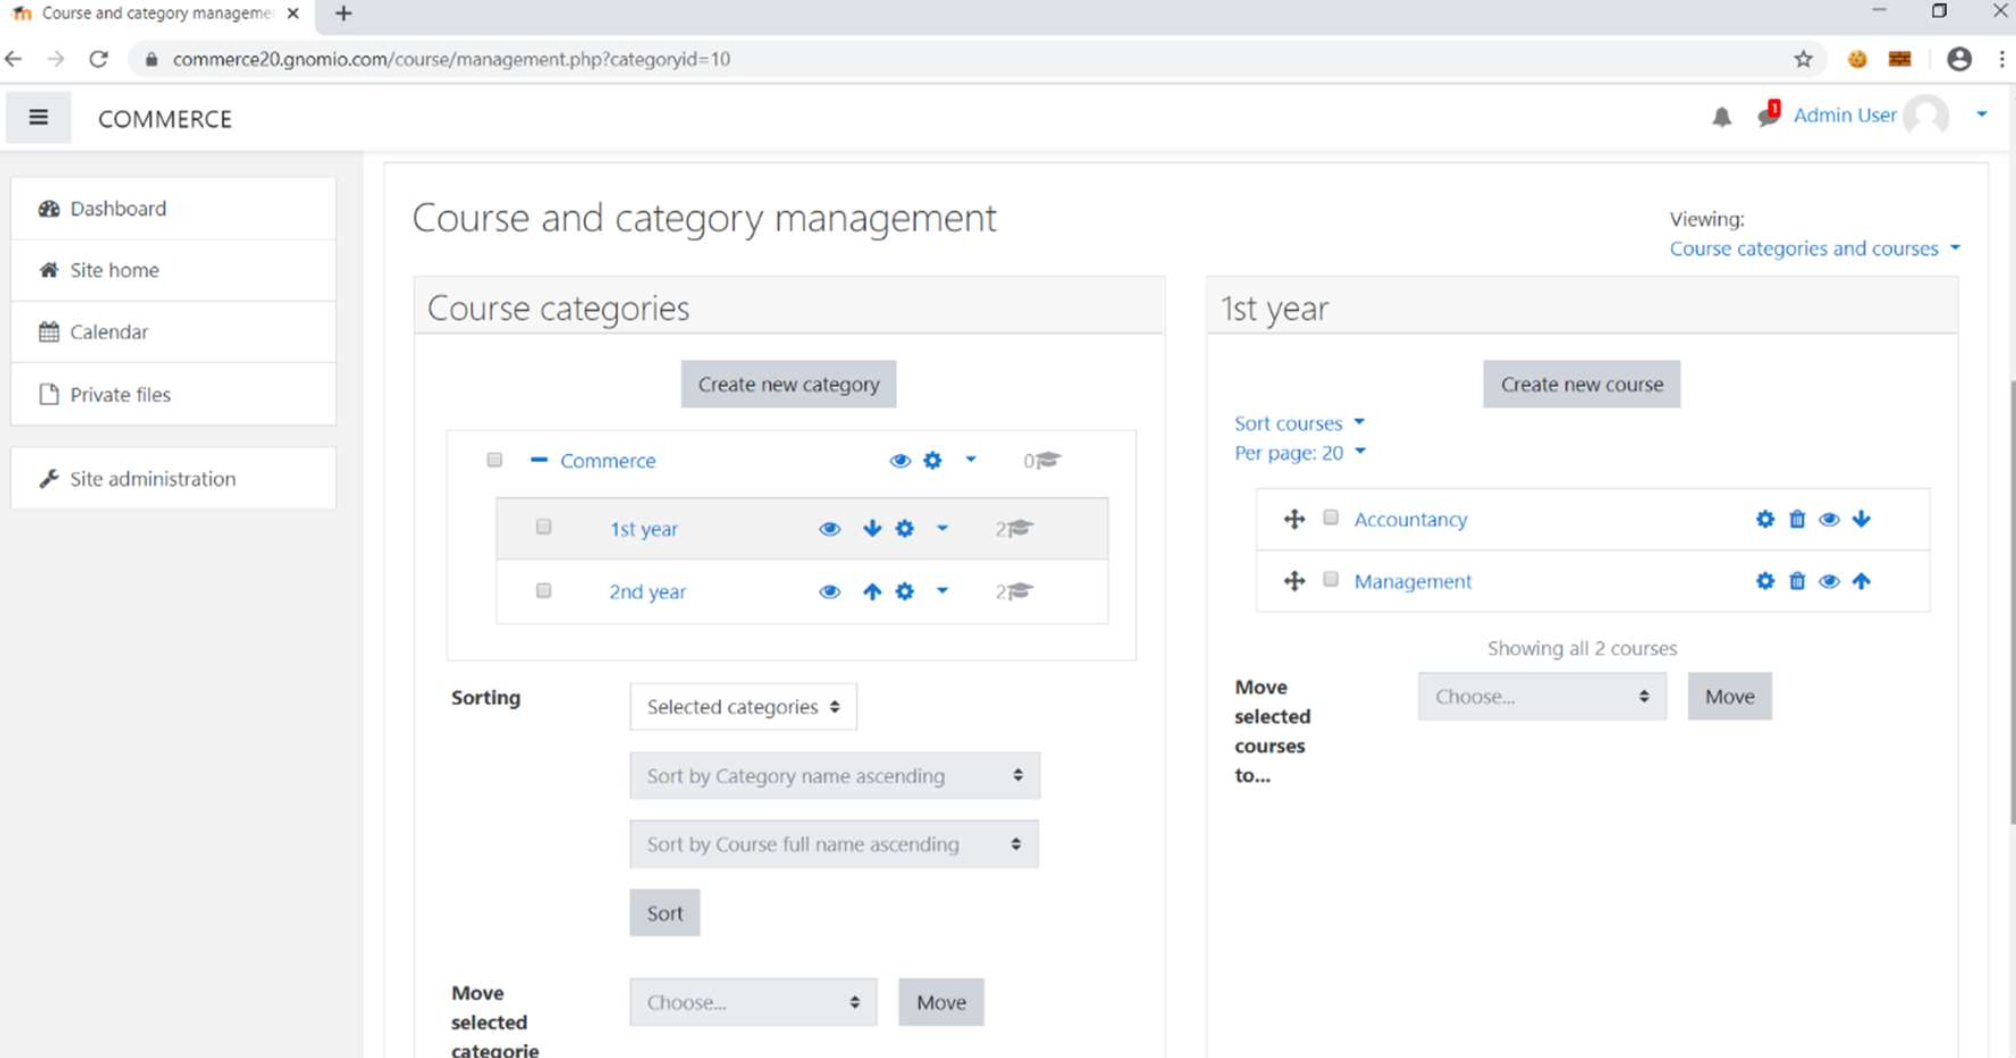 Course and category manageme
commerce20.gnomio.com/course/management.php?categoryid=10
COMMERCE
1
Admin User
Dashboard
Site home
Calendar
Private files
Site administration
Course and category management
Viewing:
Course categories and courses
Course categories
Create new category
Commerce
0
1st year
2
2nd year
2
Sorting
Selected categories
Sort by Category name ascending
Sort by Course full name ascending
Sort
Move
selected
categorie
Choose...
Move
1st year
Create new course
Sort courses
Per page: 20
Accountancy
Management
Showing all 2 courses
Move
selected
courses
to...
Choose...
Move